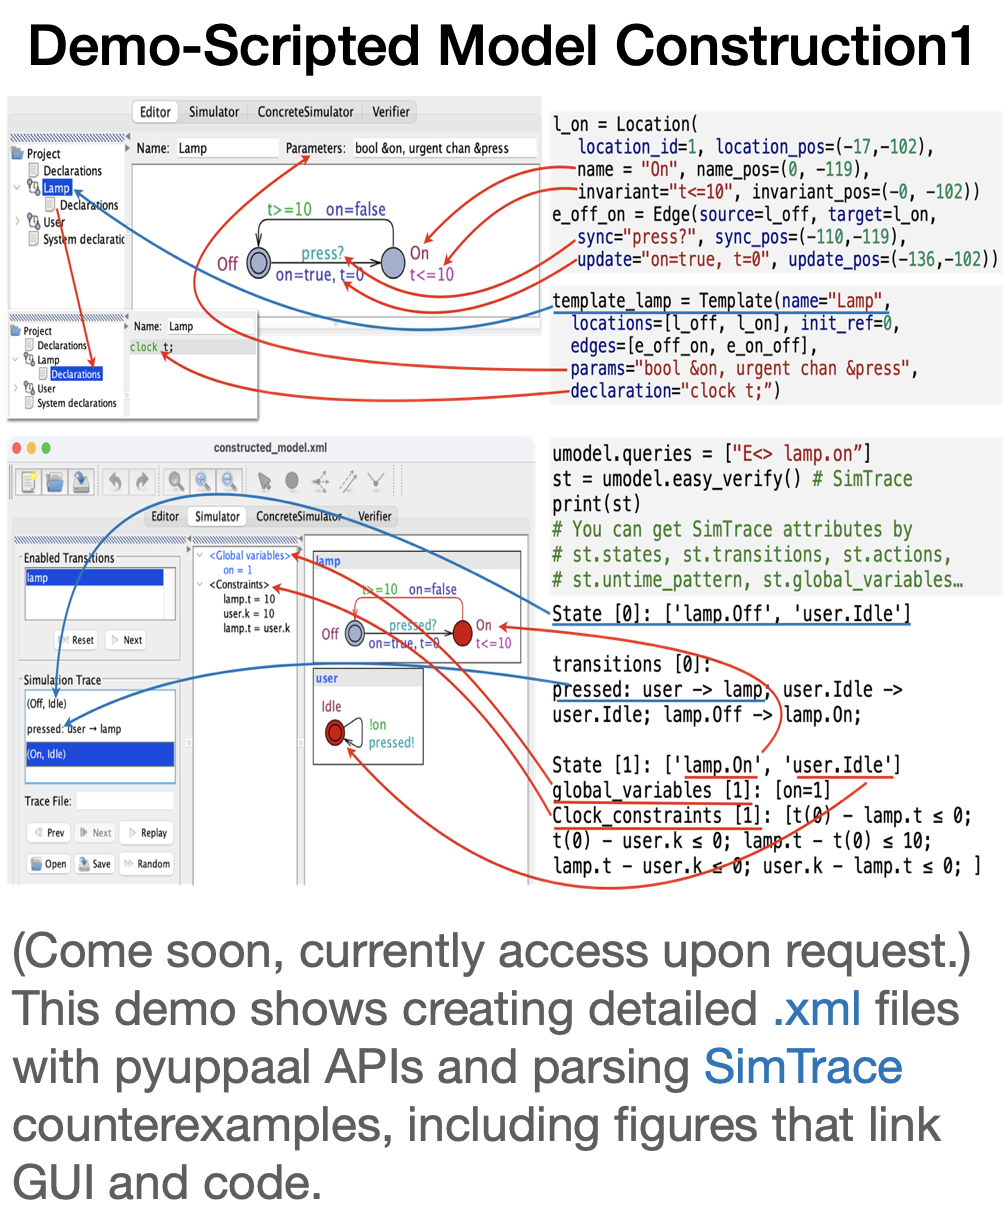 Demo-Scripted Model Construction1
Editor Simulator ConcreteSimulator Verifier
Project
Declarations
Lamp
Declarations
User
System declaratic
Name: Lamp Parameters: bool &on, urgent chan &press
t>=10 on=false
Off press? On
on=true, t=0 t<=10
Project
Declarations
Lamp
Declarations
User
System declarations
Name: Lamp
clock t;
l_on = Location(
location_id=1, location_pos=(-17,-102),
name = "On", name_pos=(0, -119),
invariant="t<=10", invariant_pos=(-0, -102))
e_off_on = Edge(source=l_off, target=l_on,
sync="press?", sync_pos=(-110,-119),
update="on=true, t=0", update_pos=(-136,-102))
template_lamp = Template(name="Lamp",
locations=[l_off, l_on], init_ref=0,
edges=[e_off_on, e_on_off],
params="bool &on, urgent chan &press",
declaration="clock t;”)
constructed_model.xml
Editor Simulator ConcreteSimulator Verifier
Enabled Transitions
lamp
Reset Next
Simulation Trace
(Off, Idle)
pressed: user → lamp
(On, Idle)
Trace File:
Prev Next Replay
Open Save Random
<Global variables>
on = 1
<Constraints>
lamp.t = 10
user.k = 10
lamp.t = user.k
lamp
t>=10 on=false
Off pressed? On
on=true, t=0 t<=10
user
Idle
!on
pressed!
umodel.queries = ["E<> lamp.on”]
st = umodel.easy_verify() # SimTrace
print(st)
# You can get SimTrace attributes by
# st.states, st.transitions, st.actions,
# st.untime_pattern, st.global_variables…
State [0]: ['lamp.Off', 'user.Idle']
transitions [0]:
pressed: user -> lamp; user.Idle ->
user.Idle; lamp.Off -> lamp.On;
State [1]: ['lamp.On', 'user.Idle']
global_variables [1]: [on=1]
Clock_constraints [1]: [t(0) − lamp.t ≤ 0;
t(0) − user.k ≤ 0; lamp.t − t(0) ≤ 10;
lamp.t − user.k ≤ 0; user.k − lamp.t ≤ 0; ]
(Come soon, currently access upon request.)
This demo shows creating detailed .xml files
with pyuppaal APIs and parsing SimTrace
counterexamples, including figures that link
GUI and code.